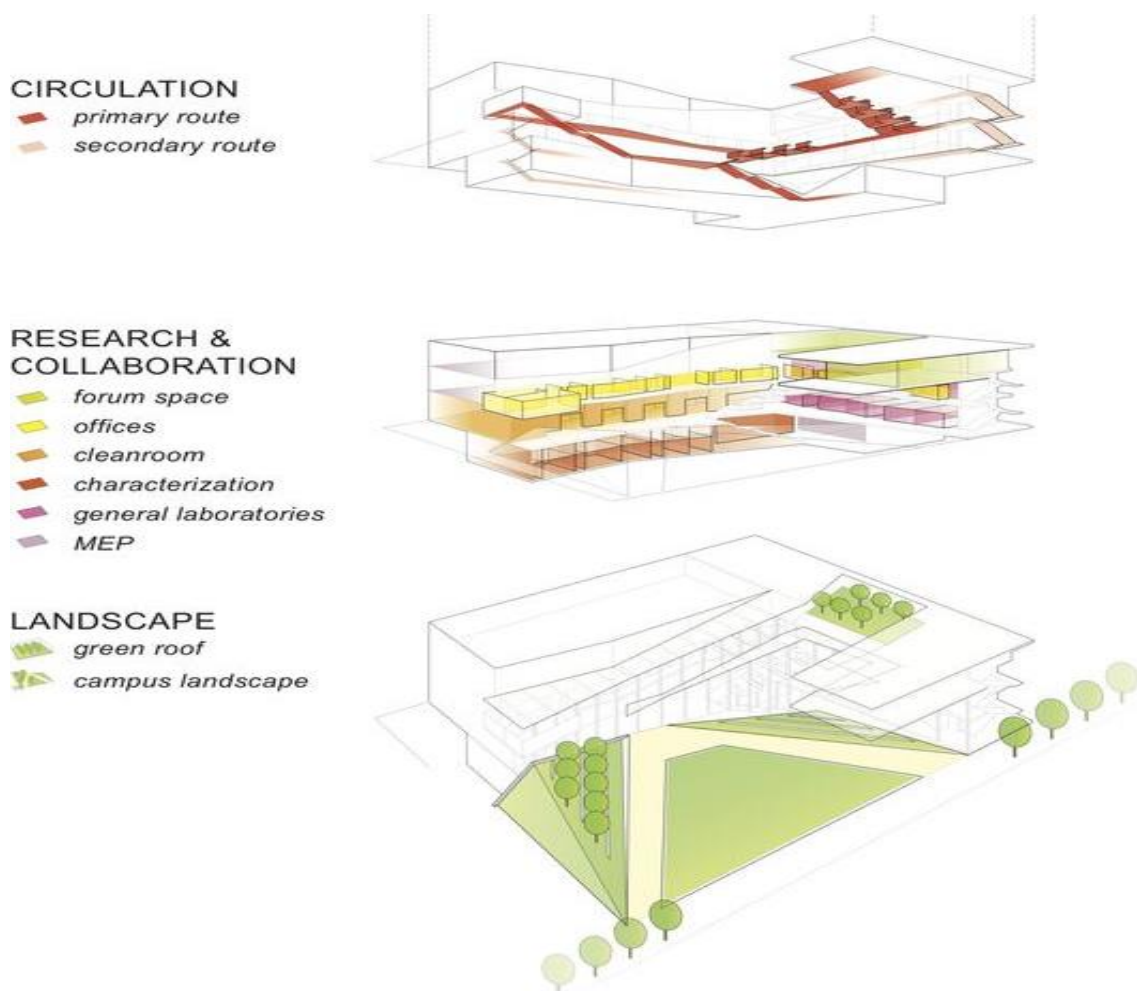 CIRCULATION
primary route
secondary route
RESEARCH &
COLLABORATION
forum space
offices
cleanroom
characterization
general laboratories
MEP
LANDSCAPE
green roof
campus landscape